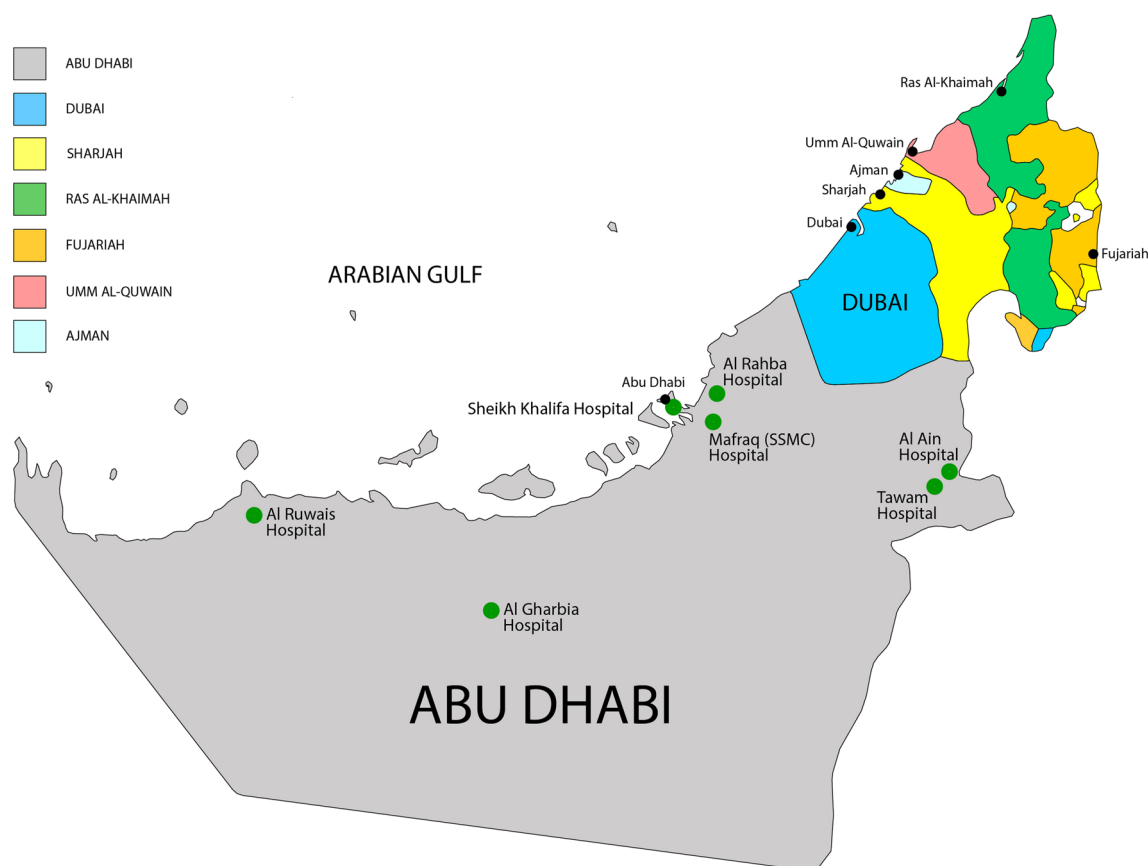 ABU DHABI
DUBAI
SHARJAH
RAS AL-KHAIMAH
FUJARIAH
UMM AL-QUWAIN
AJMAN
ARABIAN GULF
Ras Al-Khaimah
Umm Al-Quwain
Ajman
Sharjah
Dubai
Fujariah
DUBAI
Al Rahba
Hospital
Abu Dhabi
Sheikh Khalifa Hospital
Mafraq (SSMC)
Hospital
Al Ain
Hospital
Tawam
Hospital
Al Ruwais
Hospital
Al Gharbia
Hospital
ABU DHABI